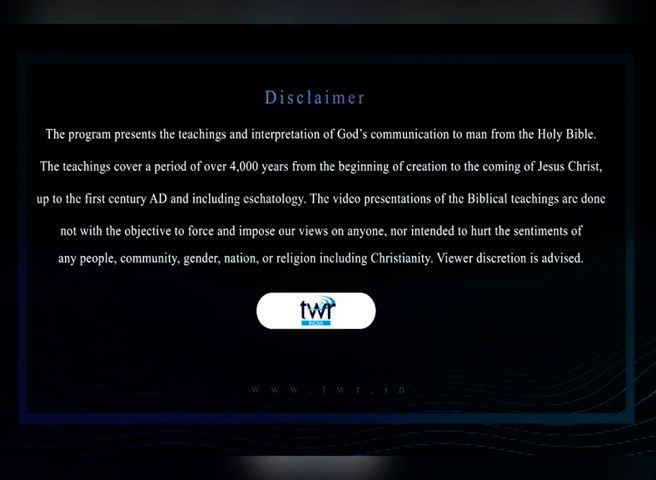 Disclaimer
The program presents the teachings and interpretation of God's communication to man from the Holy Bible.
The teachings cover a period of over 4,000 years from the beginning of creation to the coming of Jesus Christ,
up to the first century AD and including eschatology. The video presentations of the Biblical teachings are done
not with the objective to force and impose our views on anyone, nor intended to hurt the sentiments of
any people, community, gender, nation, or religion including Christianity. Viewer discretion is advised.
twr
INDIA
www.twr.in